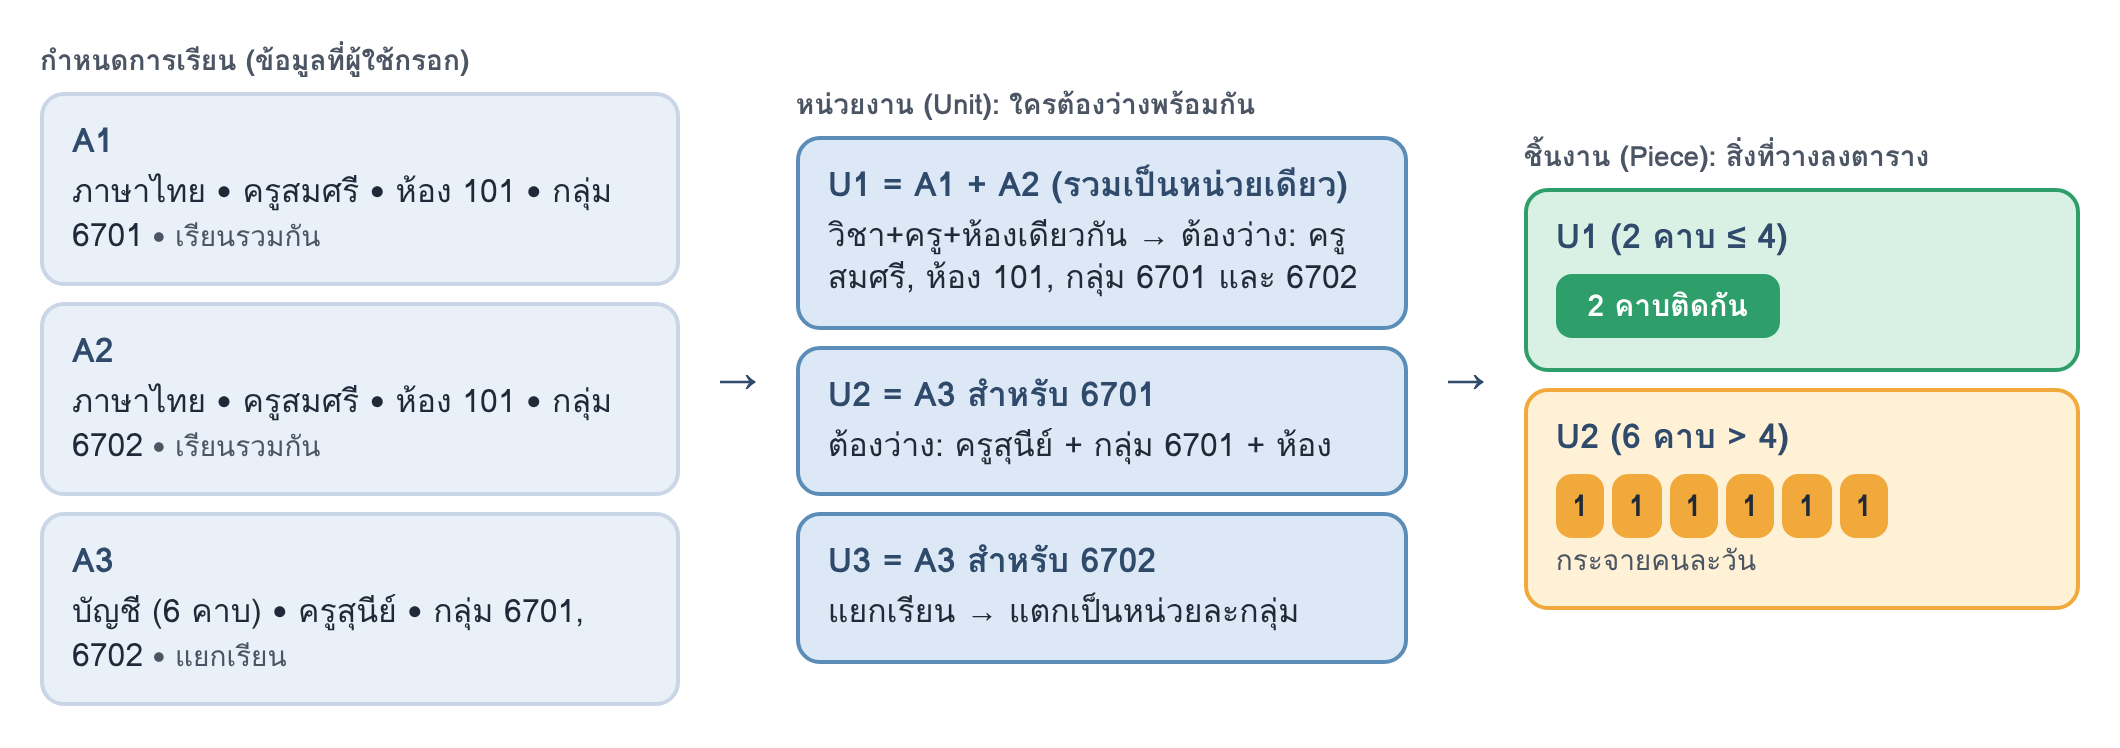 กำหนดการเรียน (ข้อมูลที่ผู้ใช้กรอก)
A1
ภาษาไทย • ครูสมศรี • ห้อง 101 • กลุ่ม
6701 • เรียนรวมกัน
A2
ภาษาไทย • ครูสมศรี • ห้อง 101 • กลุ่ม
6702 • เรียนรวมกัน
A3
บัญชี (6 คาบ) • ครูสุนีย์ • กลุ่ม 6701,
6702 • แยกเรียน
→
หน่วยงาน (Unit): ใครต้องว่างพร้อมกัน
U1 = A1 + A2 (รวมเป็นหน่วยเดียว)
วิชา+ครู+ห้องเดียวกัน → ต้องว่าง: ครู
สมศรี, ห้อง 101, กลุ่ม 6701 และ 6702
U2 = A3 สำหรับ 6701
ต้องว่าง: ครูสุนีย์ + กลุ่ม 6701 + ห้อง
U3 = A3 สำหรับ 6702
แยกเรียน → แตกเป็นหน่วยละกลุ่ม
→
ชิ้นงาน (Piece): สิ่งที่วางลงตาราง
U1 (2 คาบ ≤ 4)
2 คาบติดกัน
U2 (6 คาบ > 4)
1 1 1 1 1 1
กระจายคนละวัน